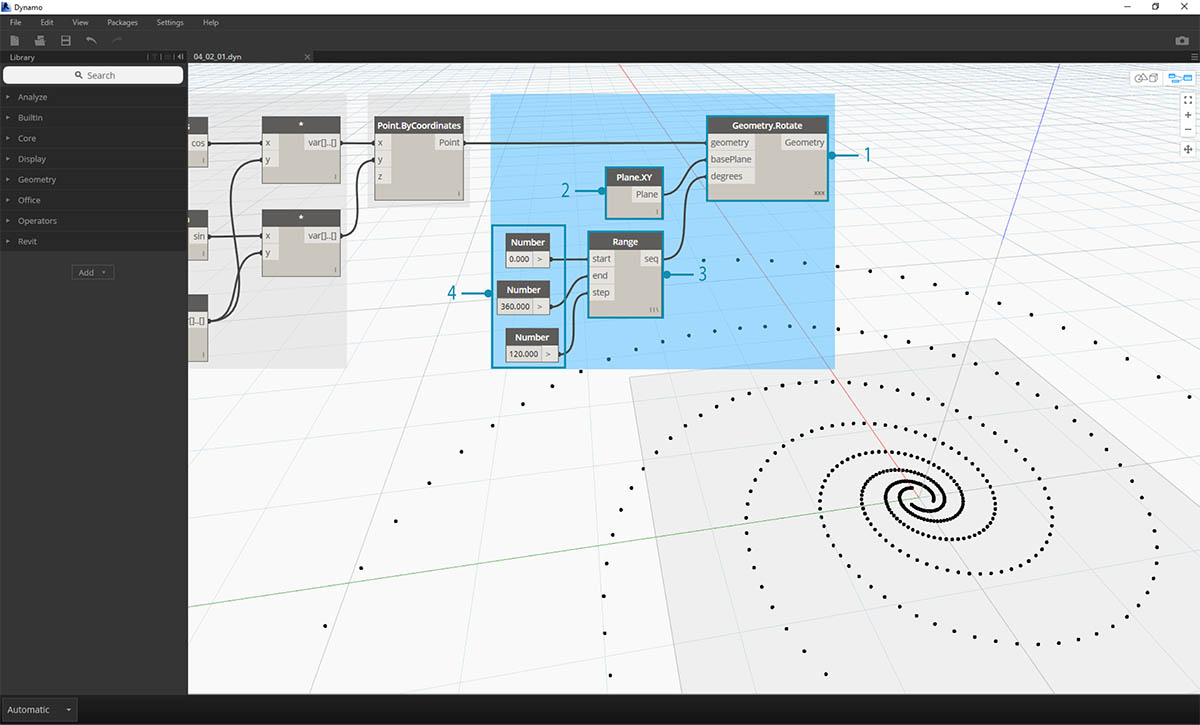 Dynamo
File Edit View Packages Settings Help
Library
04_02_01.dyn
Search
Analyze
BuiltIn
Core
Display
Geometry
Office
Operators
Revit
Add
cos
*
x var[]..[]
y
Point.ByCoordinates
x Point
y
z
sin
*
x var[]..[]
y
Geometry.Rotate
geometry Geometry
basePlane
degrees
xxx
1
2
Plane.XY
Plane
Number
0.000 >
Number
360.000 >
Number
120.000 >
Range
start seq
end
step
3
4
Automatic